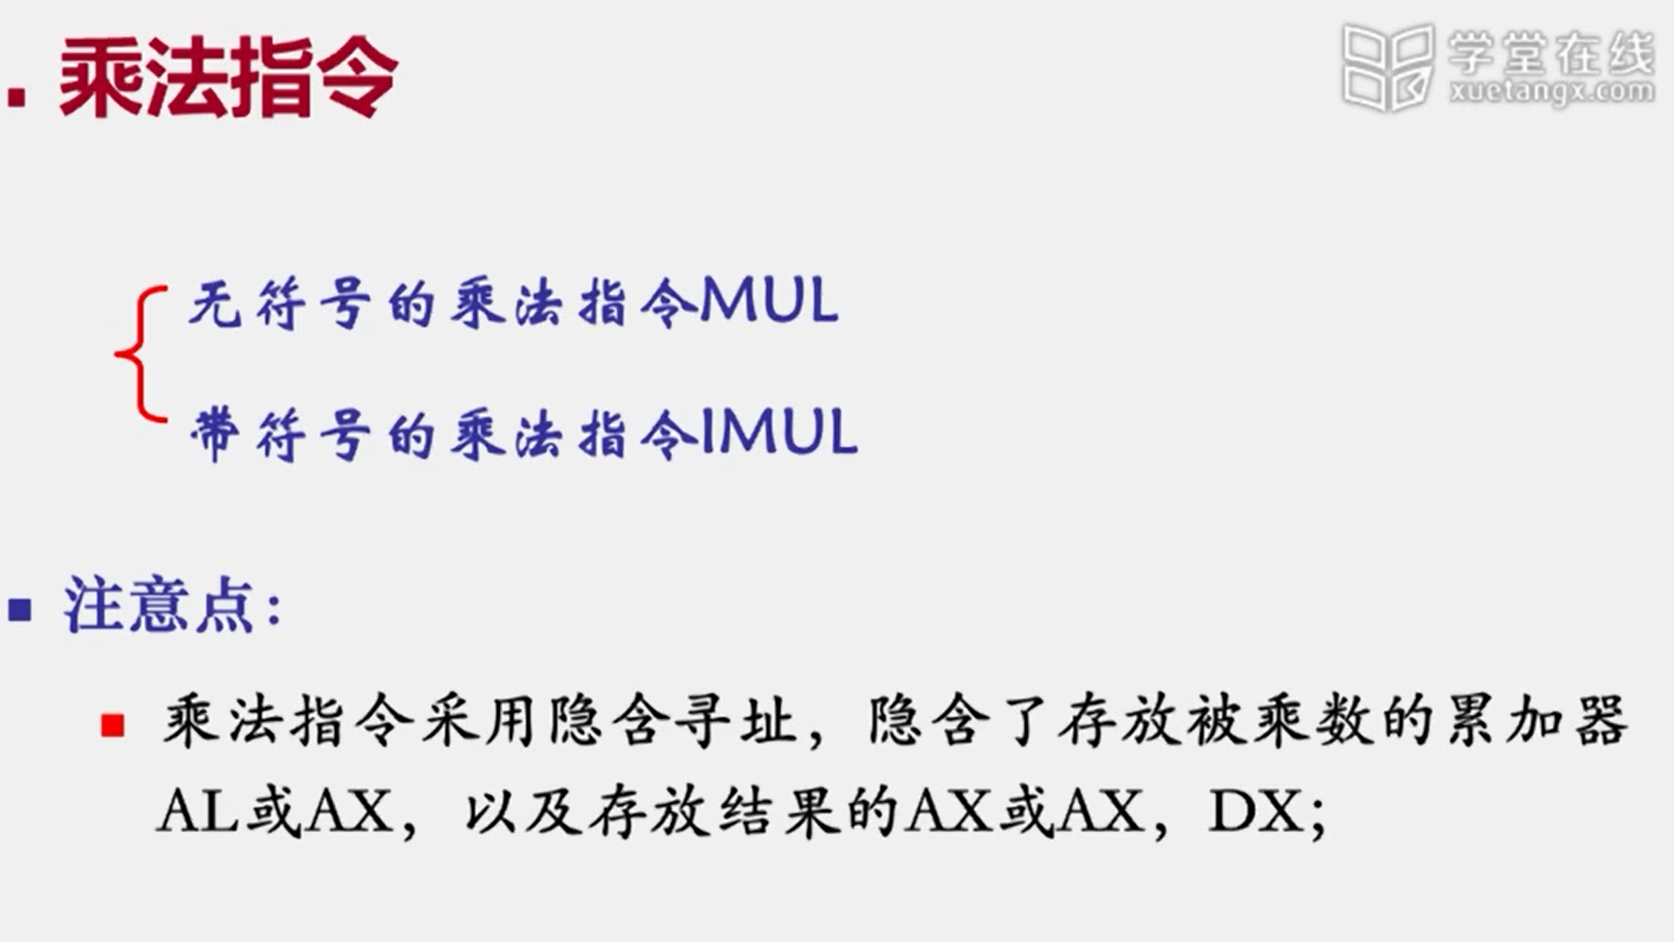 乘法指令
学堂在线
xuetangx.com
无符号的乘法指令MUL
带符号的乘法指令IMUL
注意点：
乘法指令采用隐含寻址，隐含了存放被乘数的累加器
AL或AX，以及存放结果的AX或AX，DX；